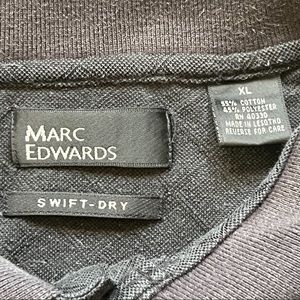 MARC
EDWARDS
SWIFT-DRY
XL
55% COTTON
45% POLYESTER
RN 40330
MADE IN LESOTHO
REVERSE FOR CARE